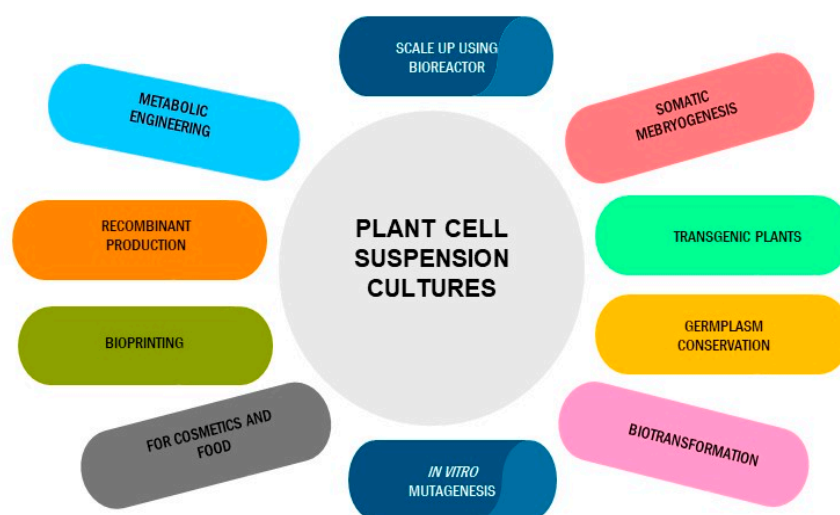 SCALE UP USING
BIOREACTOR
METABOLIC
ENGINEERING
SOMATIC
MEBRYOGENESIS
RECOMBINANT
PRODUCTION
PLANT CELL
SUSPENSION
CULTURES
TRANSGENIC PLANTS
BIOPRINTING
GERMPLASM
CONSERVATION
FOR COSMETICS AND
FOOD
BIOTRANSFORMATION
IN VITRO
MUTAGENESIS